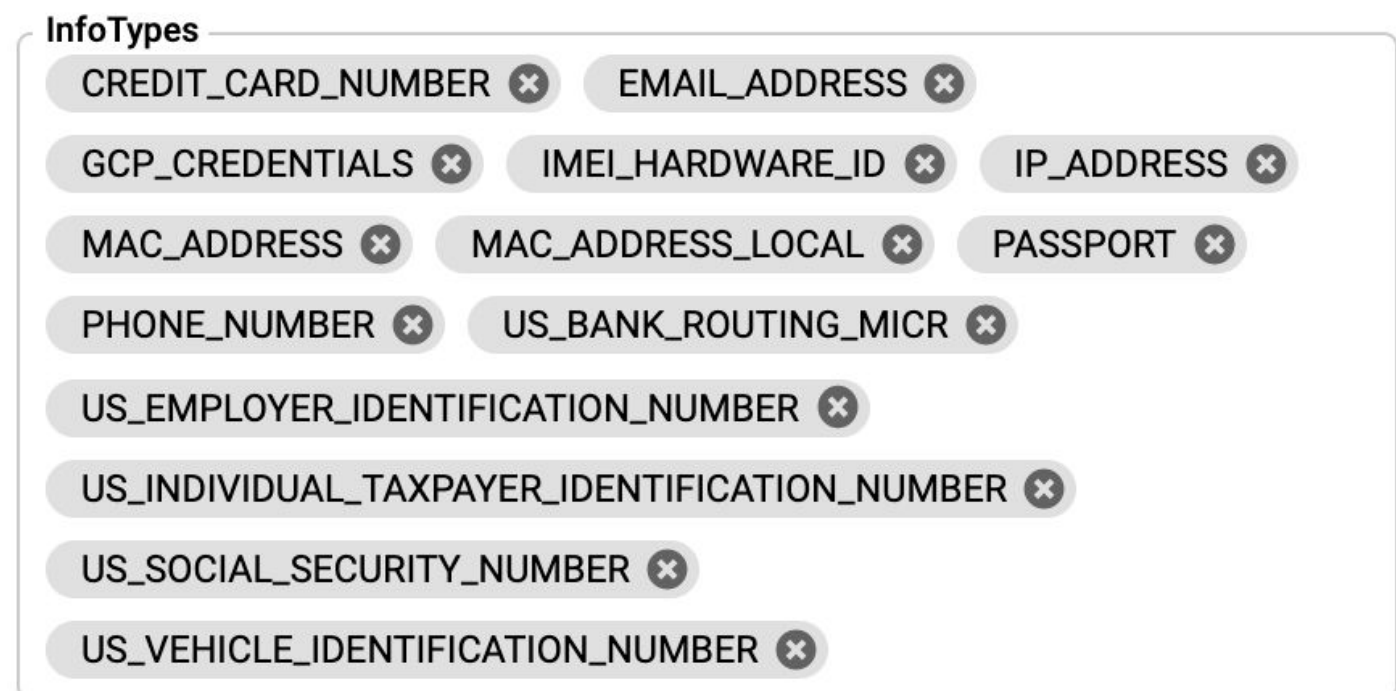 InfoTypes
CREDIT_CARD_NUMBER EMAIL_ADDRESS
GCP_CREDENTIALS IMEI_HARDWARE_ID IP_ADDRESS
MAC_ADDRESS MAC_ADDRESS_LOCAL PASSPORT
PHONE_NUMBER US_BANK_ROUTING_MICR
US_EMPLOYER_IDENTIFICATION_NUMBER
US_INDIVIDUAL_TAXPAYER_IDENTIFICATION_NUMBER
US_SOCIAL_SECURITY_NUMBER
US_VEHICLE_IDENTIFICATION_NUMBER